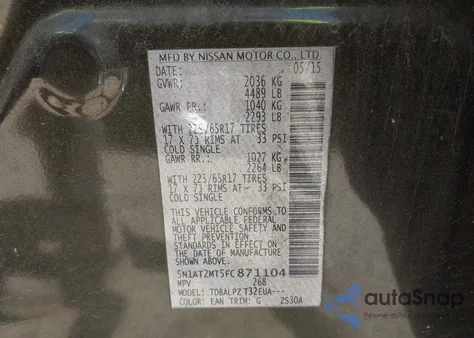 MFD BY NISSAN MOTOR CO., LTD.
DATE: 05/15
GVWR: 2036 KG
4489 LB
GAWR FR: 1040 KG
2293 LB
WITH 225/65R17 TIRES
17 X 7J RIMS AT 33 PSI
COLD SINGLE
GAWR RR: 1027 KG
2264 LB
WITH 225/65R17 TIRES
17 X 7J RIMS AT 33 PSI
COLD SINGLE
THIS VEHICLE CONFORMS TO
ALL APPLICABLE FEDERAL
MOTOR VEHICLE SAFETY
AND THEFT PREVENTION
STANDARDS IN EFFECT ON THE
DATE OF MANUFACTURE
SHOWN ABOVE.
5N1AT2MT5FC871104
MPV 268
MODEL: TDBALPZ T32EUA---
COLOR: EAN TRIM: G ZS30A
autoSnap